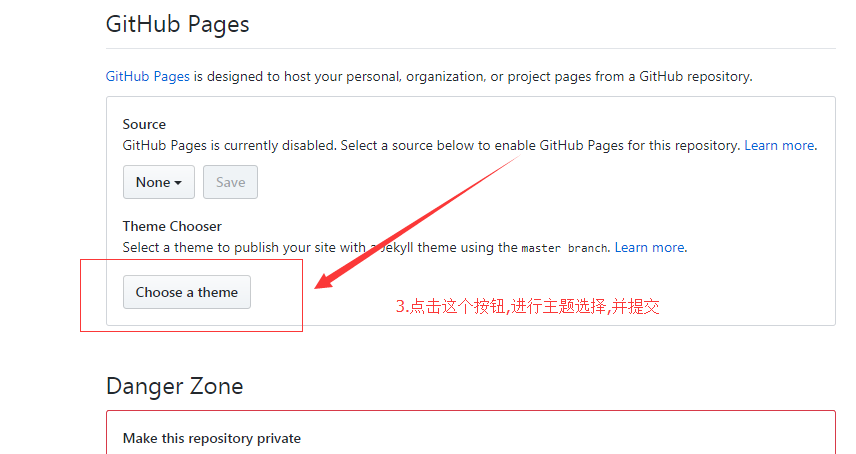 GitHub Pages
GitHub Pages is designed to host your personal, organization, or project pages from a GitHub repository.
Source
GitHub Pages is currently disabled. Select a source below to enable GitHub Pages for this repository. Learn more.
None Save
Theme Chooser
Select a theme to publish your site with a Jekyll theme using the master branch. Learn more.
Choose a theme
3.点击这个按钮,进行主题选择,并提交
Danger Zone
Make this repository private